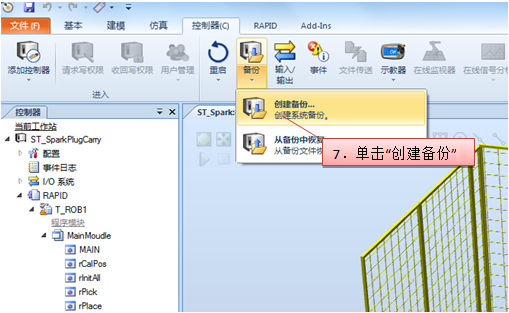 文件(F)
基本
建模
仿真
控制器(C)
RAPID
Add-Ins
添加控制器
请求写权限
收回写权限
用户管理
重启
备份
输入/
输出
事件
文件传送
示教器
在线监视器
在线信号分
进入
创建备份...
创建系统备份。
从备份中恢复
从备份文件恢
7. 单击“创建备份”
控制器
ST_Spark
当前工作站
ST_SparkPlugCarry
配置
事件日志
I/O 系统
RAPID
T_ROB1
程序模块
MainMoudle
MAIN
rCalPos
rInitAll
rPick
rPlace